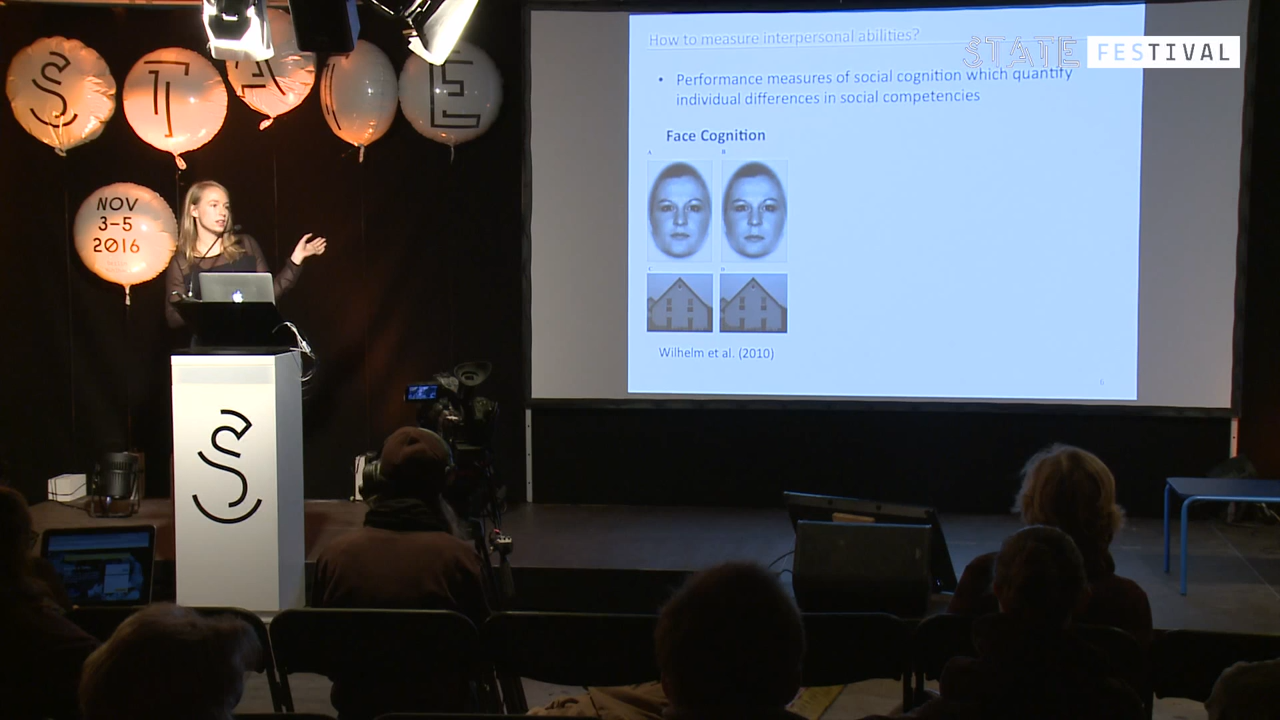 S T A T E
NOV
3–5
2016
How to measure interpersonal abilities?
STATE FESTIVAL
• Performance measures of social cognition which quantify
individual differences in social competencies
Face Cognition
A B
C D
Wilhelm et al. (2010)
6
S